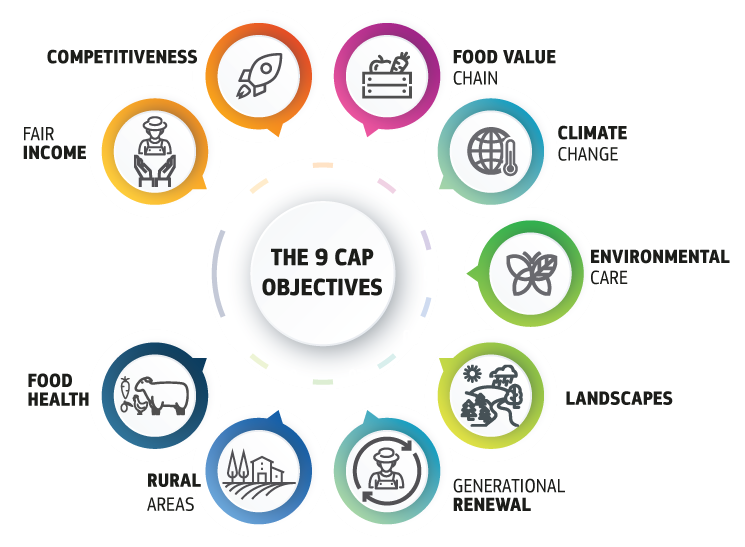 COMPETITIVENESS
FOOD VALUE
CHAIN
CLIMATE
CHANGE
FAIR
INCOME
THE 9 CAP
OBJECTIVES
ENVIRONMENTAL
CARE
FOOD
HEALTH
LANDSCAPES
RURAL
AREAS
GENERATIONAL
RENEWAL